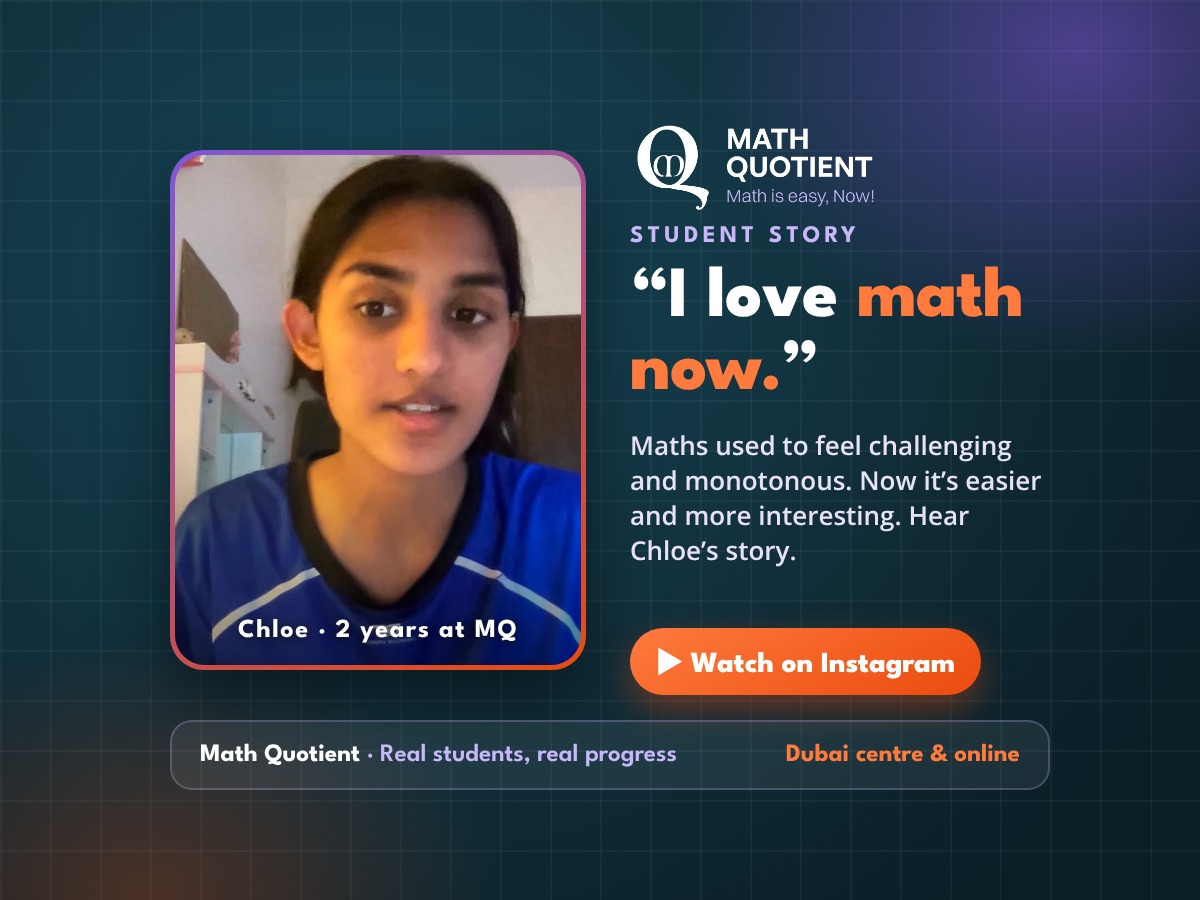 MATH
QUOTIENT
Math is easy, Now!
STUDENT STORY
“I love math
now.”
Maths used to feel challenging
and monotonous. Now it’s easier
and more interesting. Hear
Chloe’s story.
Chloe · 2 years at MQ
▶ Watch on Instagram
Math Quotient · Real students, real progress
Dubai centre & online